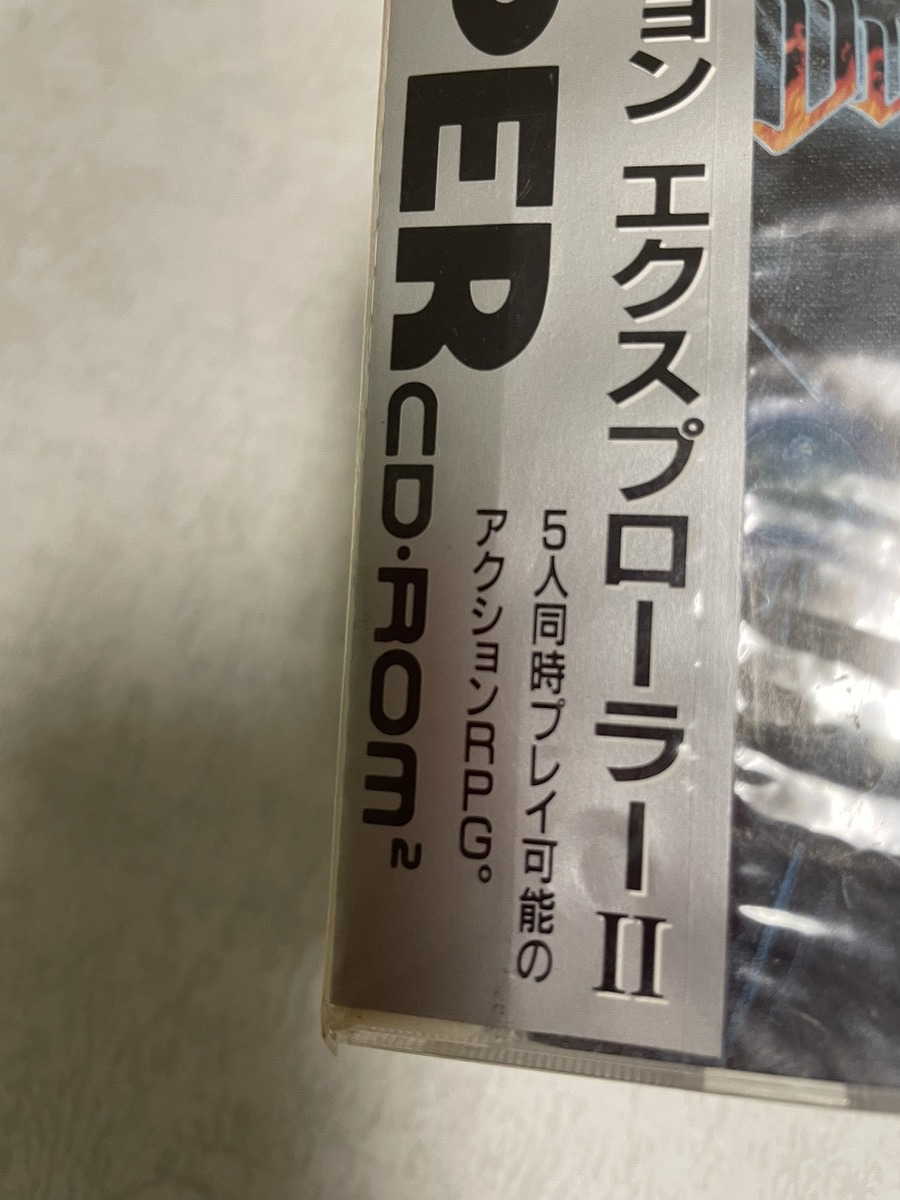 ョン エクスプローラーII
5人同時プレイ可能の
アクションRPG。
PER CD·ROM²